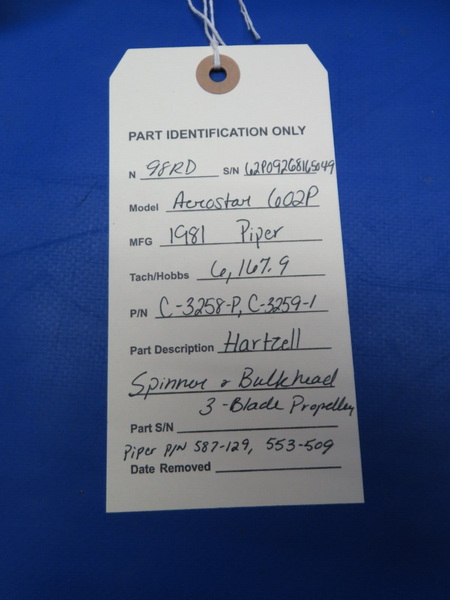 PART IDENTIFICATION ONLY
N 98RD S/N 62P09268165049
Model Aerostar 602P
MFG 1981 Piper
Tach/Hobbs 6,167.9
P/N C-3258-P, C-3259-1
Part Description Hartzell
Spinner & Bulkhead
3-Blade Propeller
Part S/N
Piper P/N 587-129, 553-509
Date Removed